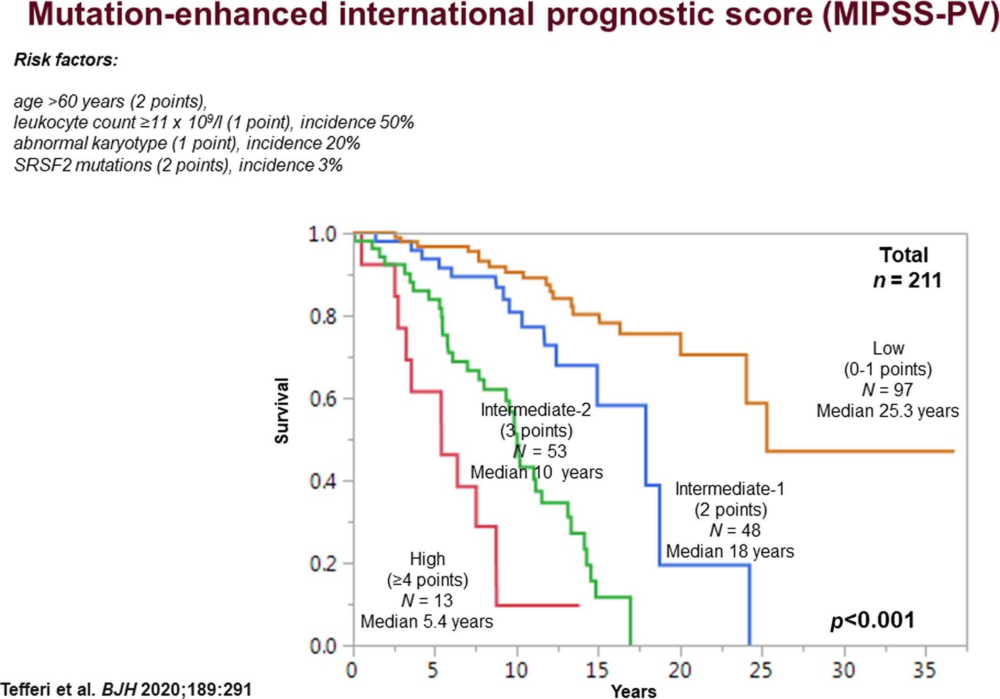 Mutation-enhanced international prognostic score (MIPSS-PV)
Risk factors:
age >60 years (2 points),
leukocyte count ≥11 x 10⁹/l (1 point), incidence 50%
abnormal karyotype (1 point), incidence 20%
SRSF2 mutations (2 points), incidence 3%
1.0
0.8
0.6
0.4
0.2
0.0
Survival
Total
n = 211
Low
(0-1 points)
N = 97
Median 25.3 years
Intermediate-2
(3 points)
N = 53
Median 10 years
Intermediate-1
(2 points)
N = 48
Median 18 years
High
(≥4 points)
N = 13
Median 5.4 years
p<0.001
0 5 10 15 20 25 30 35
Years
Tefferi et al. BJH 2020;189:291